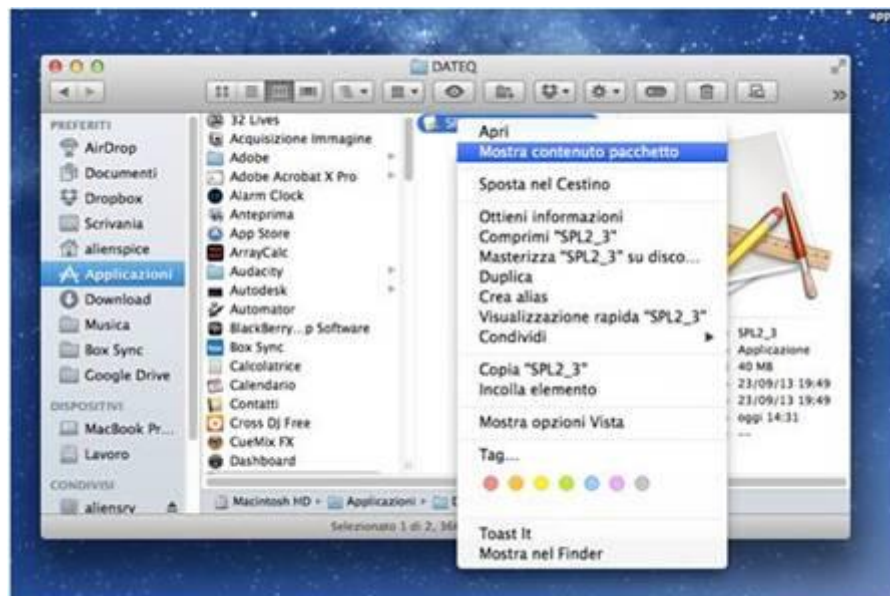 app
DATEQ
PREFERITI
AirDrop
Documenti
Dropbox
Scrivania
alienspice
Applicazioni
Download
Musica
Box Sync
Google Drive
DISPOSITIVI
MacBook Pr...
Lavoro
CONDIVISI
aliensrv
32 Lives
Acquisizione Immagine
Adobe
Adobe Acrobat X Pro
Alarm Clock
Anteprima
App Store
ArrayCalc
Audacity
Autodesk
Automator
BlackBerry...p Software
Box Sync
Calcolatrice
Calendario
Contatti
Cross DJ Free
CueMix FX
Dashboard
Apri
Mostra contenuto pacchetto
Sposta nel Cestino
Ottieni informazioni
Comprimi "SPL2_3"
Masterizza "SPL2_3" su disco...
Duplica
Crea alias
Visualizzazione rapida "SPL2_3"
Condividi
Copia "SPL2_3"
Incolla elemento
Mostra opzioni Vista
Tag...
Toast It
Mostra nel Finder
SPL2_3
Applicazione
40 MB
23/09/13 19:49
23/09/13 19:49
oggi 14:31
--
Macintosh HD ▸ Applicazioni ▸
Selezionato 1 di 2,